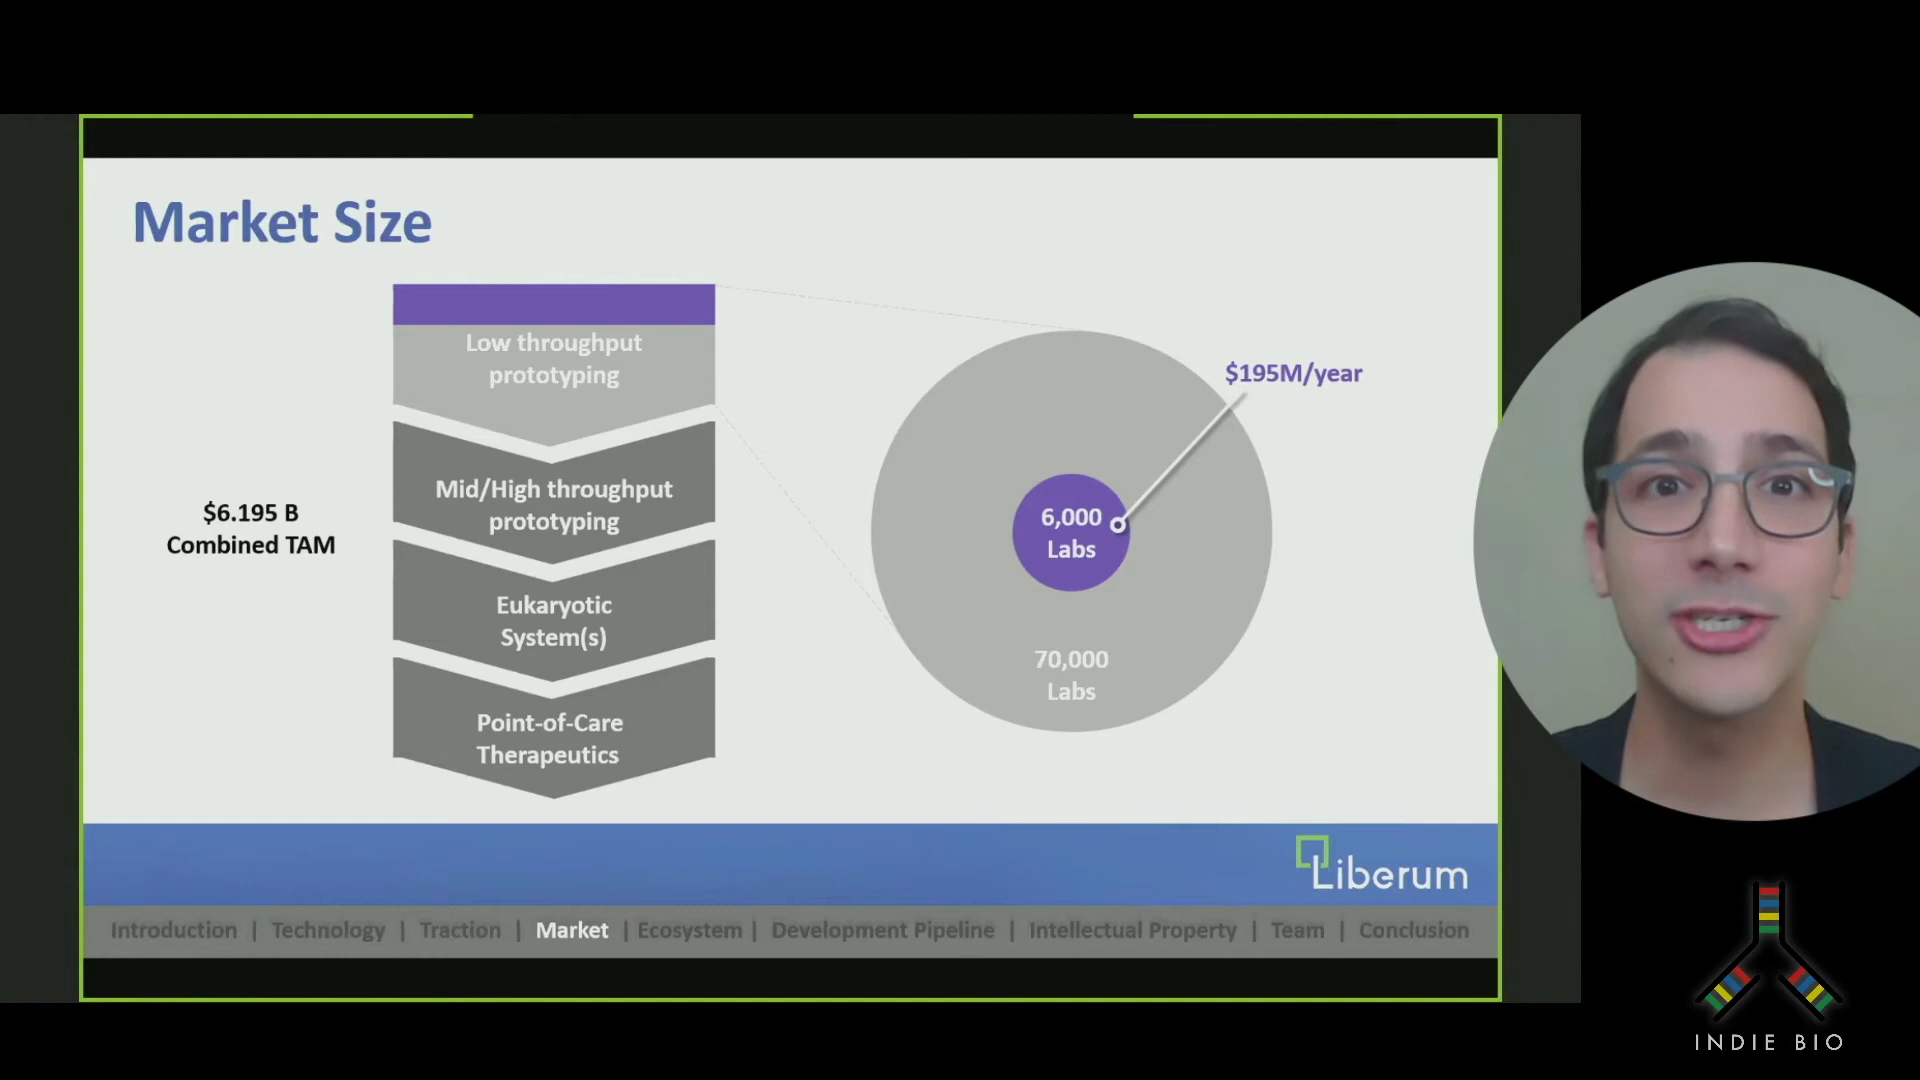 Market Size
Low throughput
prototyping
Mid/High throughput
prototyping
Eukaryotic
System(s)
Point-of-Care
Therapeutics
$6.195 B
Combined TAM
$195M/year
6,000
Labs
70,000
Labs
Liberum
Introduction | Technology | Traction | Market | Ecosystem | Development Pipeline | Intellectual Property | Team | Conclusion
INDIE BIO